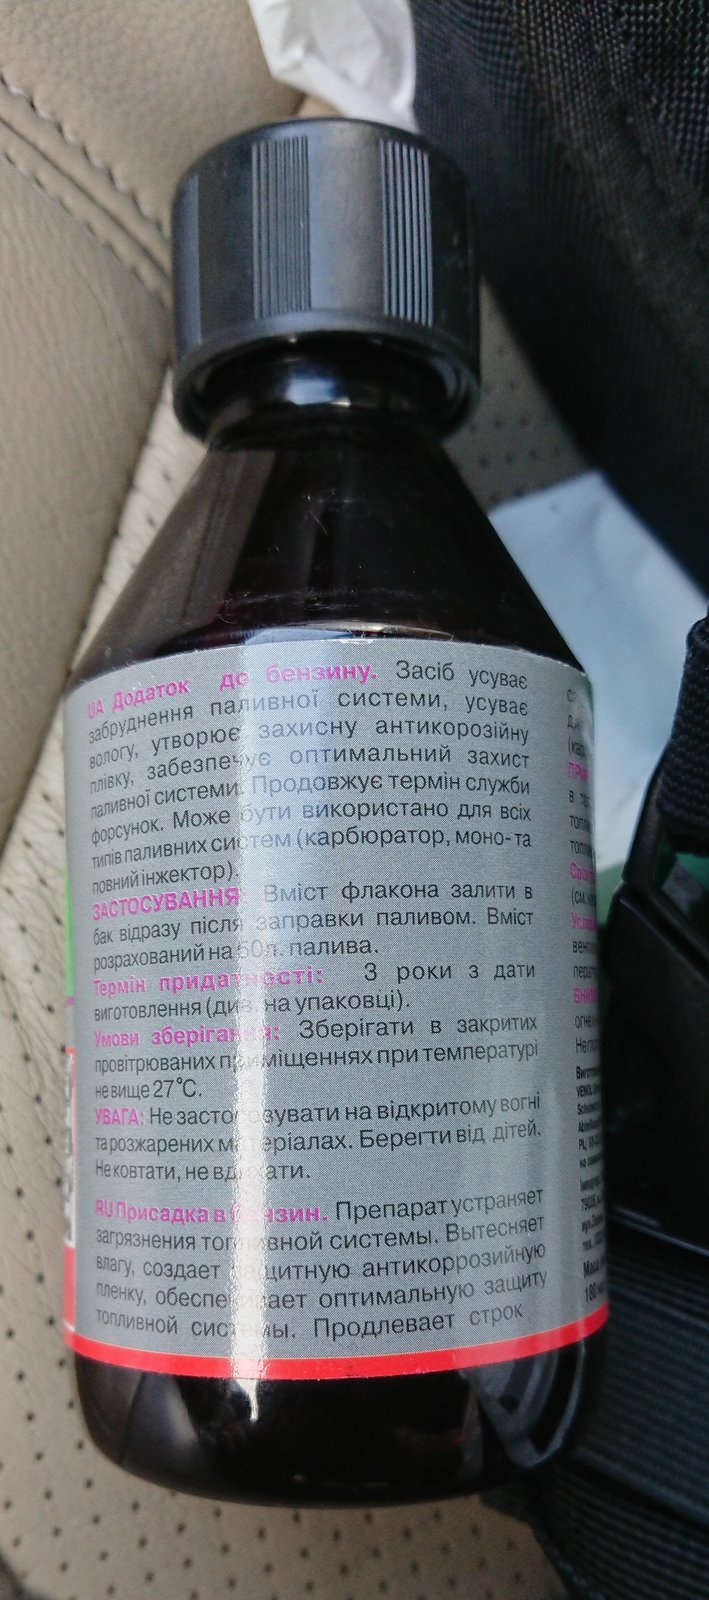 UA Додаток до бензину. Засіб усуває
забруднення паливної системи, усуває
вологу, утворює захисну антикорозійну
плівку, забезпечує оптимальний захист
паливної системи. Продовжує термін служби
форсунок. Може бути використано для всіх
типів паливних систем (карбюратор, моно- та
повний інжектор).
ЗАСТОСУВАННЯ: Вміст флакона залити в
бак відразу після заправки паливом. Вміст
розрахований на 50л. палива.
Термін придатності: 3 роки з дати
виготовлення (див. на упаковці).
Умови зберігання: Зберігати в закритих
провітрюваних приміщеннях при температурі
не вище 27°C.
УВАГА: Не застосовувати на відкритому вогні
та розжарених матеріалах. Берегти від дітей.
Не ковтати, не вдихати.
RU Присадка в бензин. Препарат устраняет
загрязнения топливной системы. Вытесняет
влагу, создает защитную антикоррозийную
пленку, обеспечивает оптимальную защиту
топливной системы. Продлевает строк